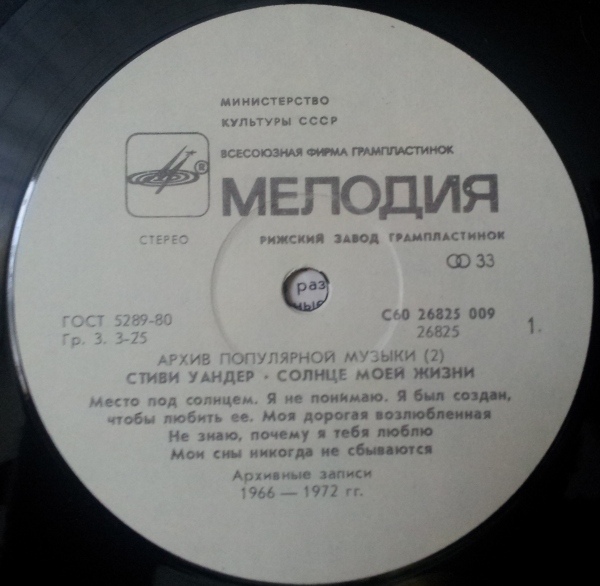 МИНИСТЕРСТВО
КУЛЬТУРЫ СССР
ВСЕСОЮЗНАЯ ФИРМА ГРАМПЛАСТИНОК
®
МЕЛОДИЯ
СТЕРЕО
РИЖСКИЙ ЗАВОД ГРАМПЛАСТИНОК
33
раз
ГОСТ 5289-80
Гр. 3. 3-25
С60 26825 009
26825
1.
АРХИВ ПОПУЛЯРНОЙ МУЗЫКИ (2)
СТИВИ УАНДЕР · СОЛНЦЕ МОЕЙ ЖИЗНИ
Место под солнцем. Я не понимаю. Я был создан,
чтобы любить ее. Моя дорогая возлюбленная
Не знаю, почему я тебя люблю
Мои сны никогда не сбываются
Архивные записи
1966 — 1972 гг.